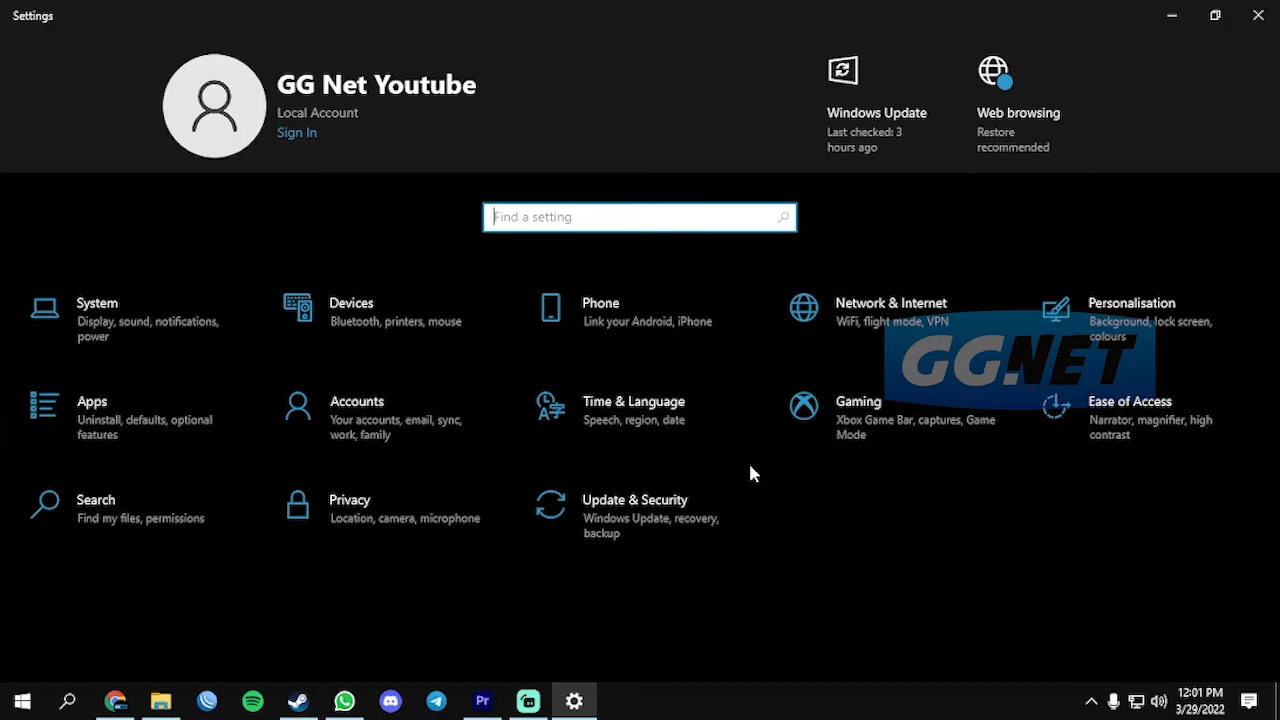 Settings
GG Net Youtube
Local Account
Sign In
Windows Update
Last checked: 3
hours ago
Web browsing
Restore
recommended
Find a setting
System
Display, sound, notifications,
power
Devices
Bluetooth, printers, mouse
Phone
Link your Android, iPhone
Network & Internet
WiFi, flight mode, VPN
Personalisation
Background, lock screen,
colours
GG.NET
Apps
Uninstall, defaults, optional
features
Accounts
Your accounts, email, sync,
work, family
Time & Language
Speech, region, date
Gaming
Xbox Game Bar, captures, Game
Mode
Ease of Access
Narrator, magnifier, high
contrast
Search
Find my files, permissions
Privacy
Location, camera, microphone
Update & Security
Windows Update, recovery,
backup
Pr
12:01 PM
3/29/2022